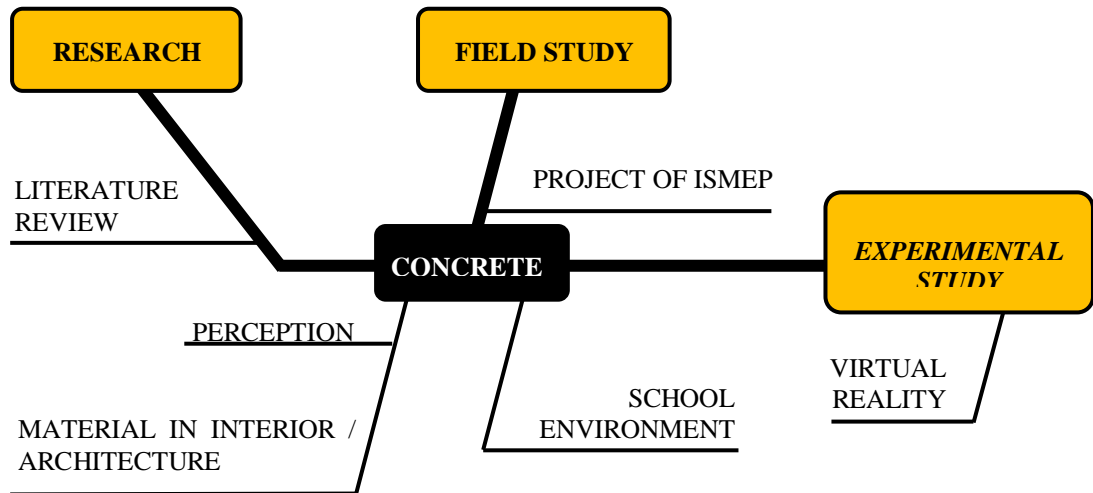 RESEARCH
FIELD STUDY
LITERATURE
REVIEW
PROJECT OF ISMEP
CONCRETE
EXPERIMENTAL
STUDY
PERCEPTION
VIRTUAL
REALITY
SCHOOL
ENVIRONMENT
MATERIAL IN INTERIOR /
ARCHITECTURE